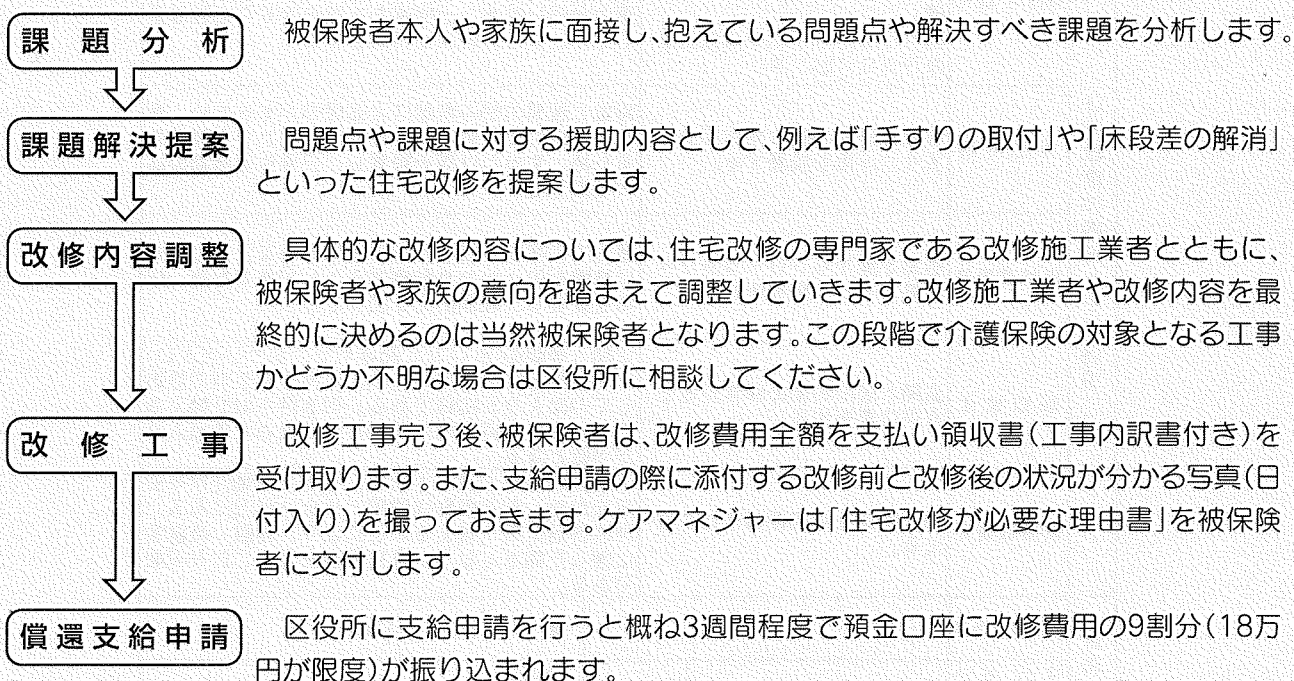 課題分析
被保険者本人や家族に面接し、抱えている問題点や解決すべき課題を分析します。
課題解決提案
問題点や課題に対する援助内容として、例えば「手すりの取付」や「床段差の解消」
といった住宅改修を提案します。
改修内容調整
具体的な改修内容については、住宅改修の専門家である改修施工業者とともに、
被保険者や家族の意向を踏まえて調整していきます。改修施工業者や改修内容を最
終的に決めるのは当然被保険者となります。この段階で介護保険の対象となる工事
かどうか不明な場合は区役所に相談してください。
改修工事
改修工事完了後、被保険者は、改修費用全額を支払い領収書(工事内訳書付き)を
受け取ります。また、支給申請の際に添付する改修前と改修後の状況が分かる写真(日
付入り)を撮っておきます。ケアマネジャーは「住宅改修が必要な理由書」を被保険
者に交付します。
償還支給申請
区役所に支給申請を行うと概ね3週間程度で預金口座に改修費用の9割分(18万
円が限度)が振り込まれます。